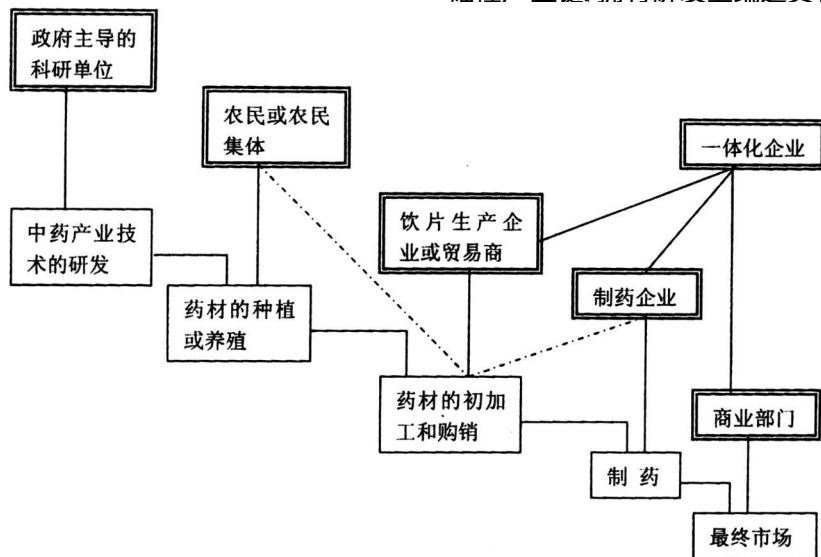 政府主导的
科研单位
农民或农民
集体
一体化企业
饮片生产企
业或贸易商
中药产业技
术的研发
制药企业
药材的种植
或养殖
药材的初加
工和购销
商业部门
制 药
最终市场